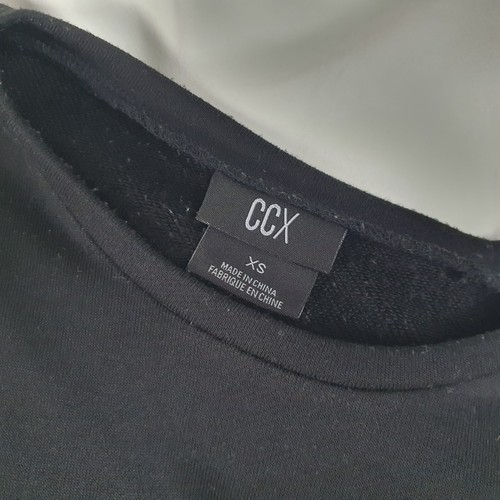 CCX
XS
MADE IN CHINA
FABRIQUE EN CHINE